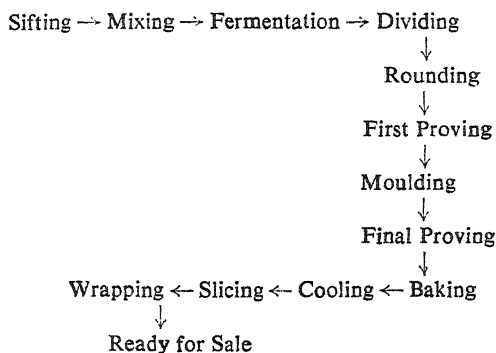 Sifting → Mixing → Fermentation → Dividing
↓
Rounding
↓
First Proving
↓
Moulding
↓
Final Proving
↓
Wrapping ← Slicing ← Cooling ← Baking
↓
Ready for Sale